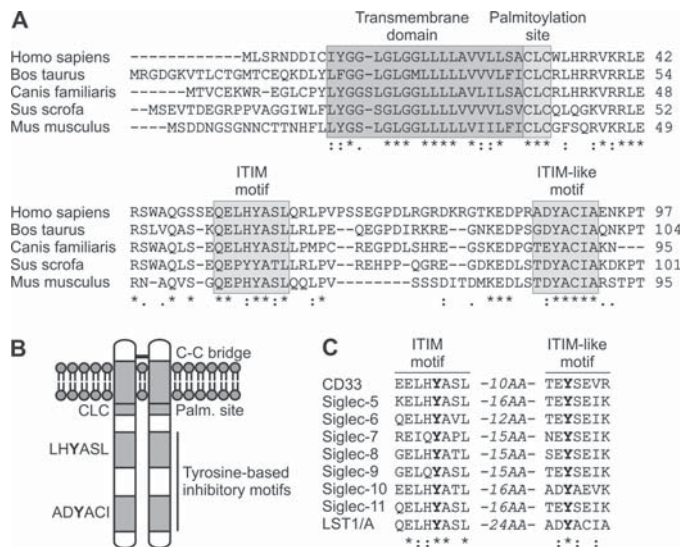 A
Transmembrane domain
Palmitoylation site
Homo sapiens ------------MLSRNDDICIYGG-LGLGGLLLLAVVLLSACLCWLHRRVKRLE 42
Bos taurus MRGDGKVTLCTGMTCEQKDLYLFGG-LGLGMLLLLVVVLFICLCWLHRRVKRLE 54
Canis familiaris ------MTVCEKWR-EGLCPYLYGGSLGLGGLLLLAVLILSACLCRLHRKVRRLE 48
Sus scrofa --MSEVTDEGRPPVAGGIWLFLYGG-SGLGGLLLLVVVLFICLCQLQGKVRRLE 52
Mus musculus -----MSDDNGSGNNCTTNHFLLYGS-LGLGGLLLLLVIILFICLCGFSQRVKRLE 49
ITIM motif
ITIM-like motif
Homo sapiens RSWAQGSSEQELHYASLQRLPVPSSEGPDLRGRDKRGTKEDPRADYACIAENKPT 97
Bos taurus RSLVQAS-KQELHYASLLRLPE--QEGPDIRKRE--GNKEDPSGDYACIAQNKPT 104
Canis familiaris RSWAQLS-EQELHYASLLPMPC--REGPDLSHRE--GSKEDPGTEYACIAKN--- 95
Sus scrofa RSWAQLS-EQEPYYATLLRLPV--REHPP-QGRE--GDKEDLSTDYACIAKDKPT 101
Mus musculus RN-AQVS-GQEPHYASLQQLPV------SSSDITDMKEDLSTDYACIARSTPT 95
B
C-C bridge
CLC
Palm. site
LHYASL
Tyrosine-based inhibitory motifs
ADYACI
C
ITIM motif
ITIM-like motif
CD33 EELHYASL –10AA– TEYSEVR
Siglec-5 KELHYASL –16AA– TEYSEIK
Siglec-6 QELHYAVL –12AA– TEYSEIK
Siglec-7 REIQYAPL –15AA– NEYSEIK
Siglec-8 GELHYATL –15AA– SEYSEIK
Siglec-9 GELQYASL –15AA– TEYSEIK
Siglec-10 EELHYATL –16AA– ADYAEVK
Siglec-11 QELHYASL –16AA– TEYSEIK
LST1/A QELHYASL –24AA– ADYACIA